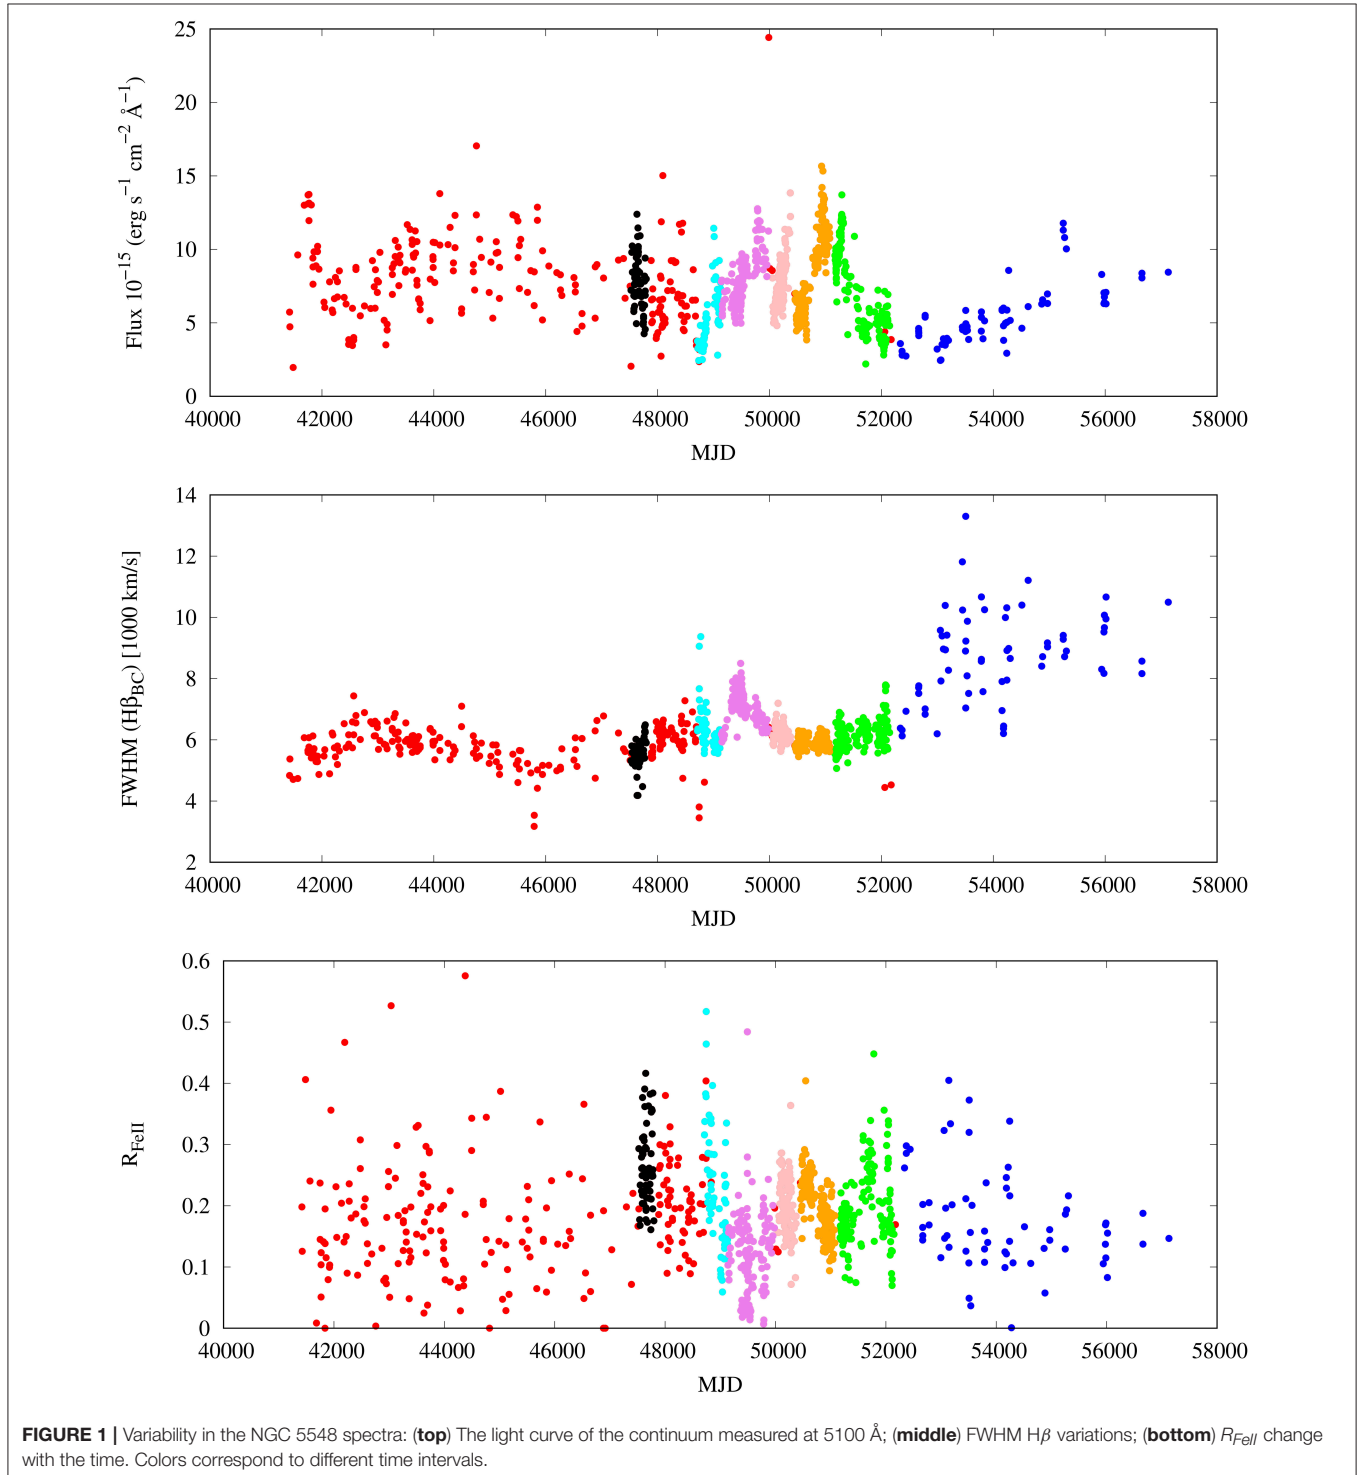 25
20
15
10
5
0
Flux 10⁻¹⁵ (erg s⁻¹ cm⁻² Å⁻¹)
40000 42000 44000 46000 48000 50000 52000 54000 56000 58000
MJD
14
12
10
8
6
4
2
FWHM (HβBC) [1000 km/s]
40000 42000 44000 46000 48000 50000 52000 54000 56000 58000
MJD
0.6
0.5
0.4
0.3
0.2
0.1
0
RFeII
40000 42000 44000 46000 48000 50000 52000 54000 56000 58000
MJD
FIGURE 1 | Variability in the NGC 5548 spectra: (top) The light curve of the continuum measured at 5100 Å; (middle) FWHM Hβ variations; (bottom) RFeII change
with the time. Colors correspond to different time intervals.